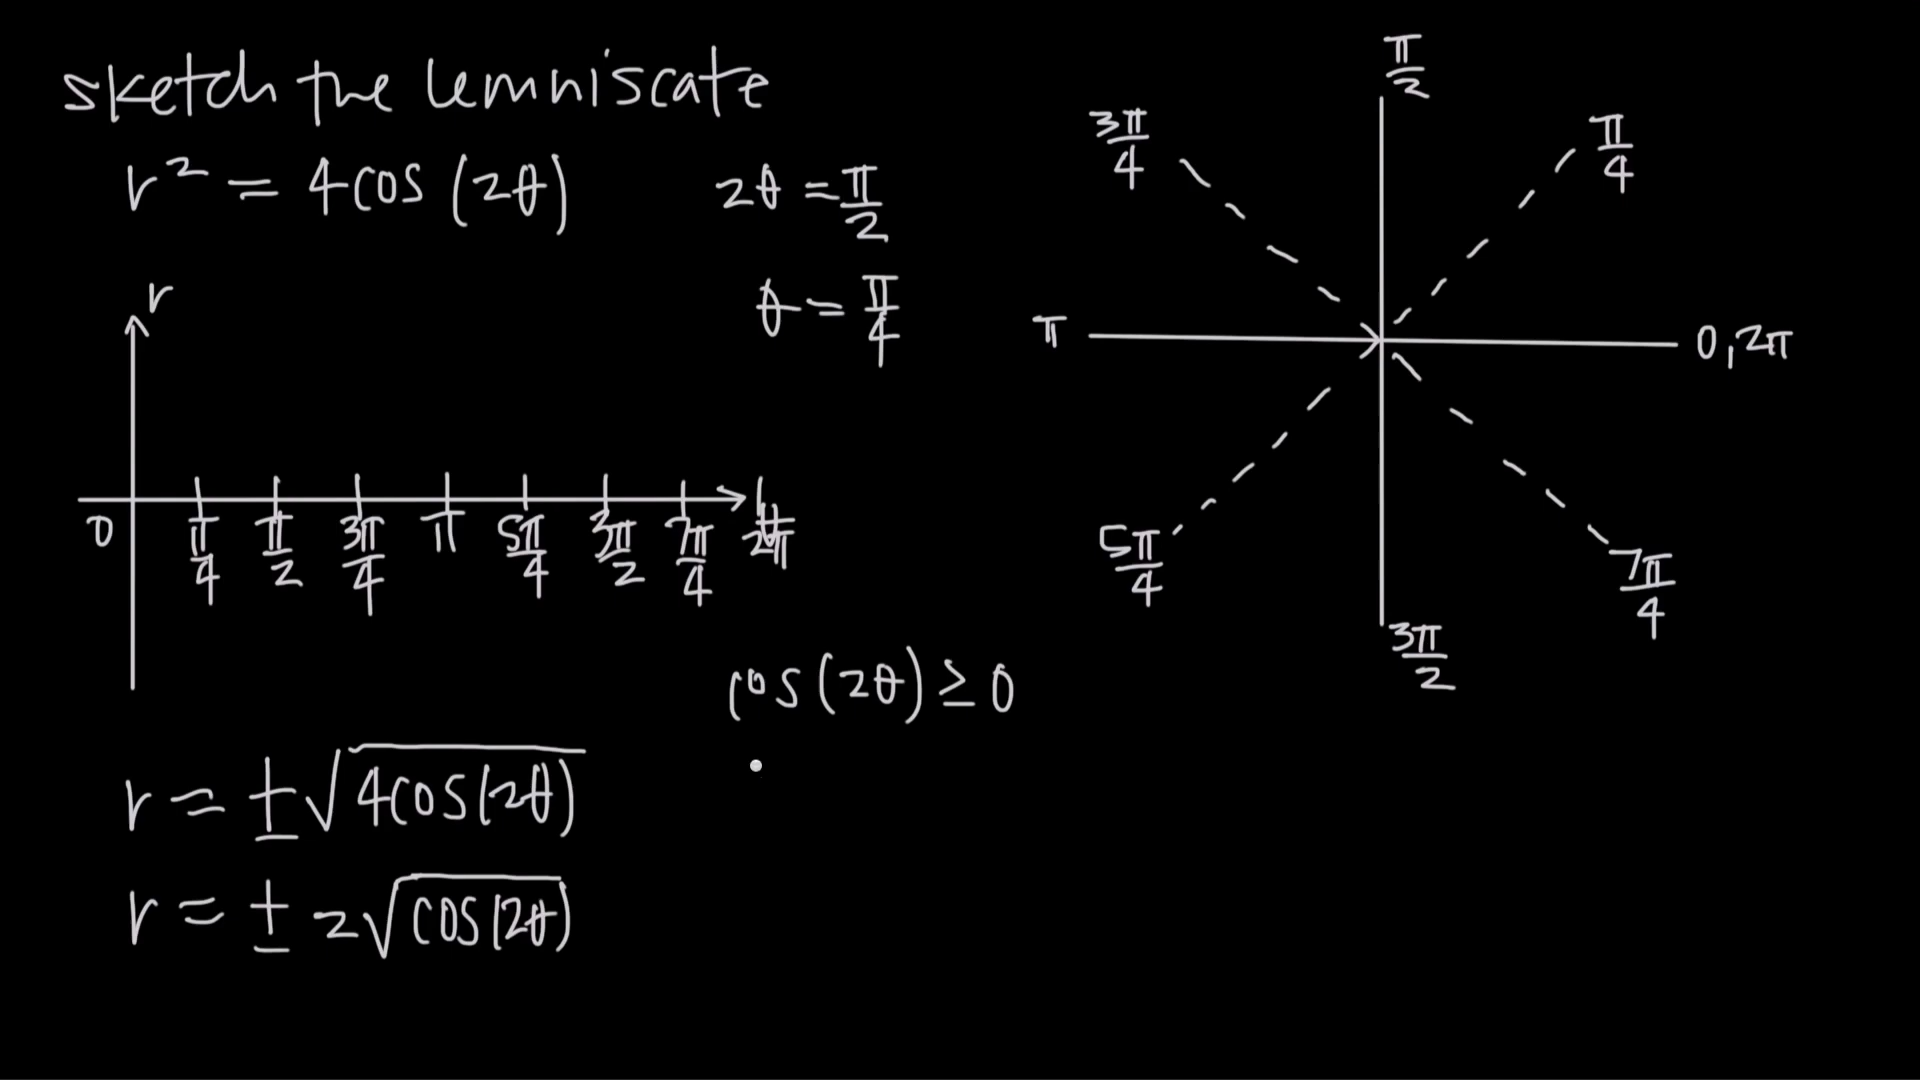 sketch the lemniscate
r² = 4cos(2θ)
2θ = π/2
θ = π/4
r
0 π/4 π/2 3π/4 π 5π/4 3π/2 7π/4 2π
cos(2θ) ≥ 0
r = ±√4cos(2θ)
r = ± 2√cos(2θ)
π/2
3π/4 π/4
π 0, 2π
5π/4 7π/4
3π/2